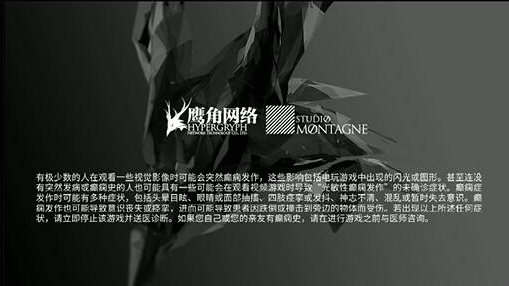 鹰角网络
HYPERGRYPH
NETWORK TECHNOLOGY CO., LTD.
STUDIO
MØNTAGNE
有极少数的人在观看一些视觉影像时可能会突然癫痫发作，这些影响包括电玩游戏中出现的闪光或图形。甚至连没
有突然发病或癫痫史的人也可能具有一些可能会在观看视频游戏时导致“光敏性癫痫发作”的未确诊症状。癫痫症
发作时可能有多种症状，包括头晕目眩、眼睛或面部抽搐、四肢痉挛或发抖、神志不清、混乱或暂时失去意识。癫
痫发作也可能导致意识丧失或痉挛，进而可能导致患者因跌倒或撞击到旁边的物体而受伤。若出现以上所述任何症
状，请立即停止该游戏并送医诊断。如果您自己或您的亲友有癫痫史，请在进行游戏之前与医师咨询。